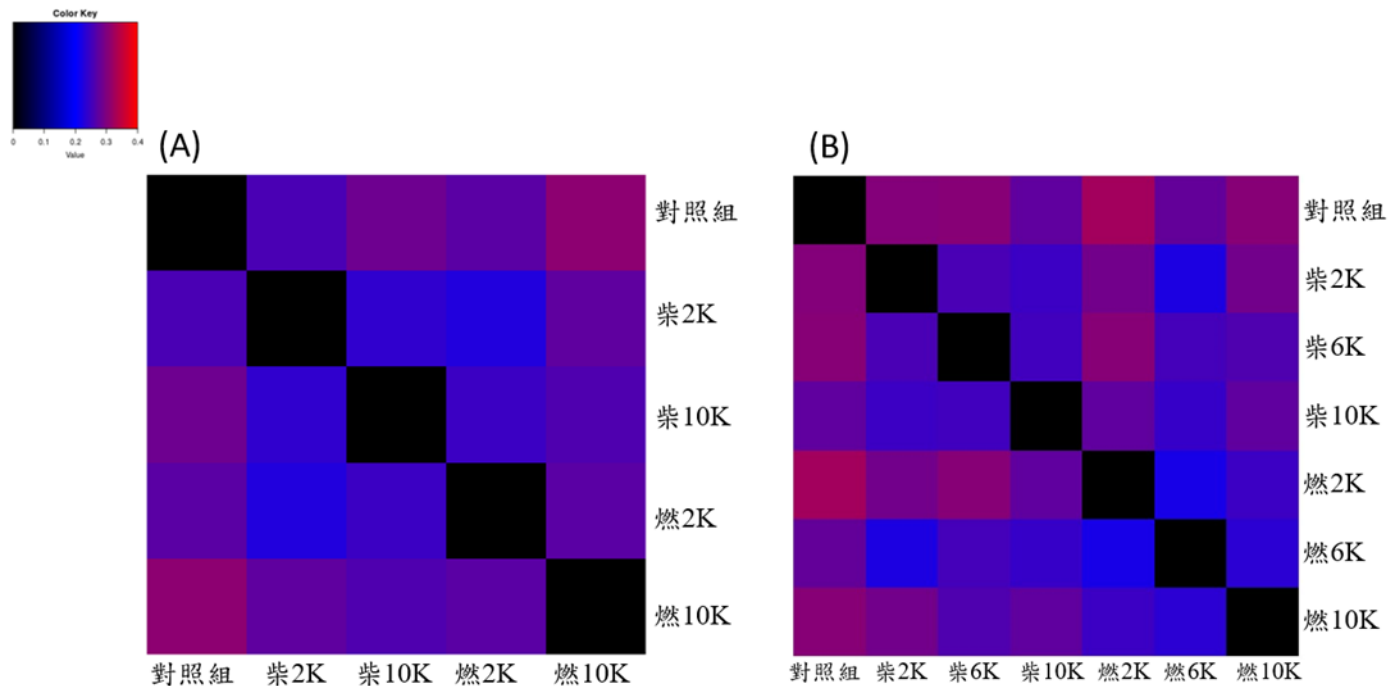 Color Key
0 0.1 0.2 0.3 0.4
Value
(A)
對照組
柴2K
柴10K
燃2K
燃10K
對照組 柴2K 柴10K 燃2K 燃10K
(B)
對照組
柴2K
柴6K
柴10K
燃2K
燃6K
燃10K
對照組 柴2K 柴6K 柴10K 燃2K 燃6K 燃10K